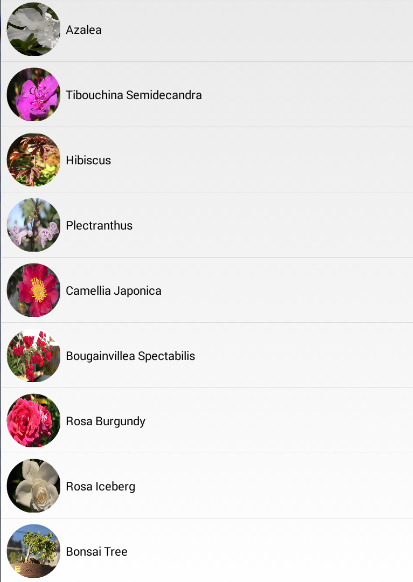 Azalea
Tibouchina Semidecandra
Hibiscus
Plectranthus
Camellia Japonica
Bougainvillea Spectabilis
Rosa Burgundy
Rosa Iceberg
Bonsai Tree